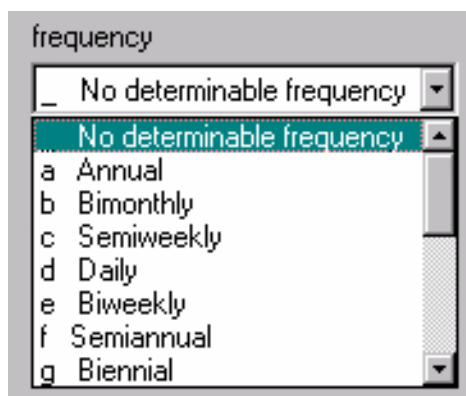 frequency
_ No determinable frequency
_ No determinable frequency
a Annual
b Bimonthly
c Semiweekly
d Daily
e Biweekly
f Semiannual
g Biennial